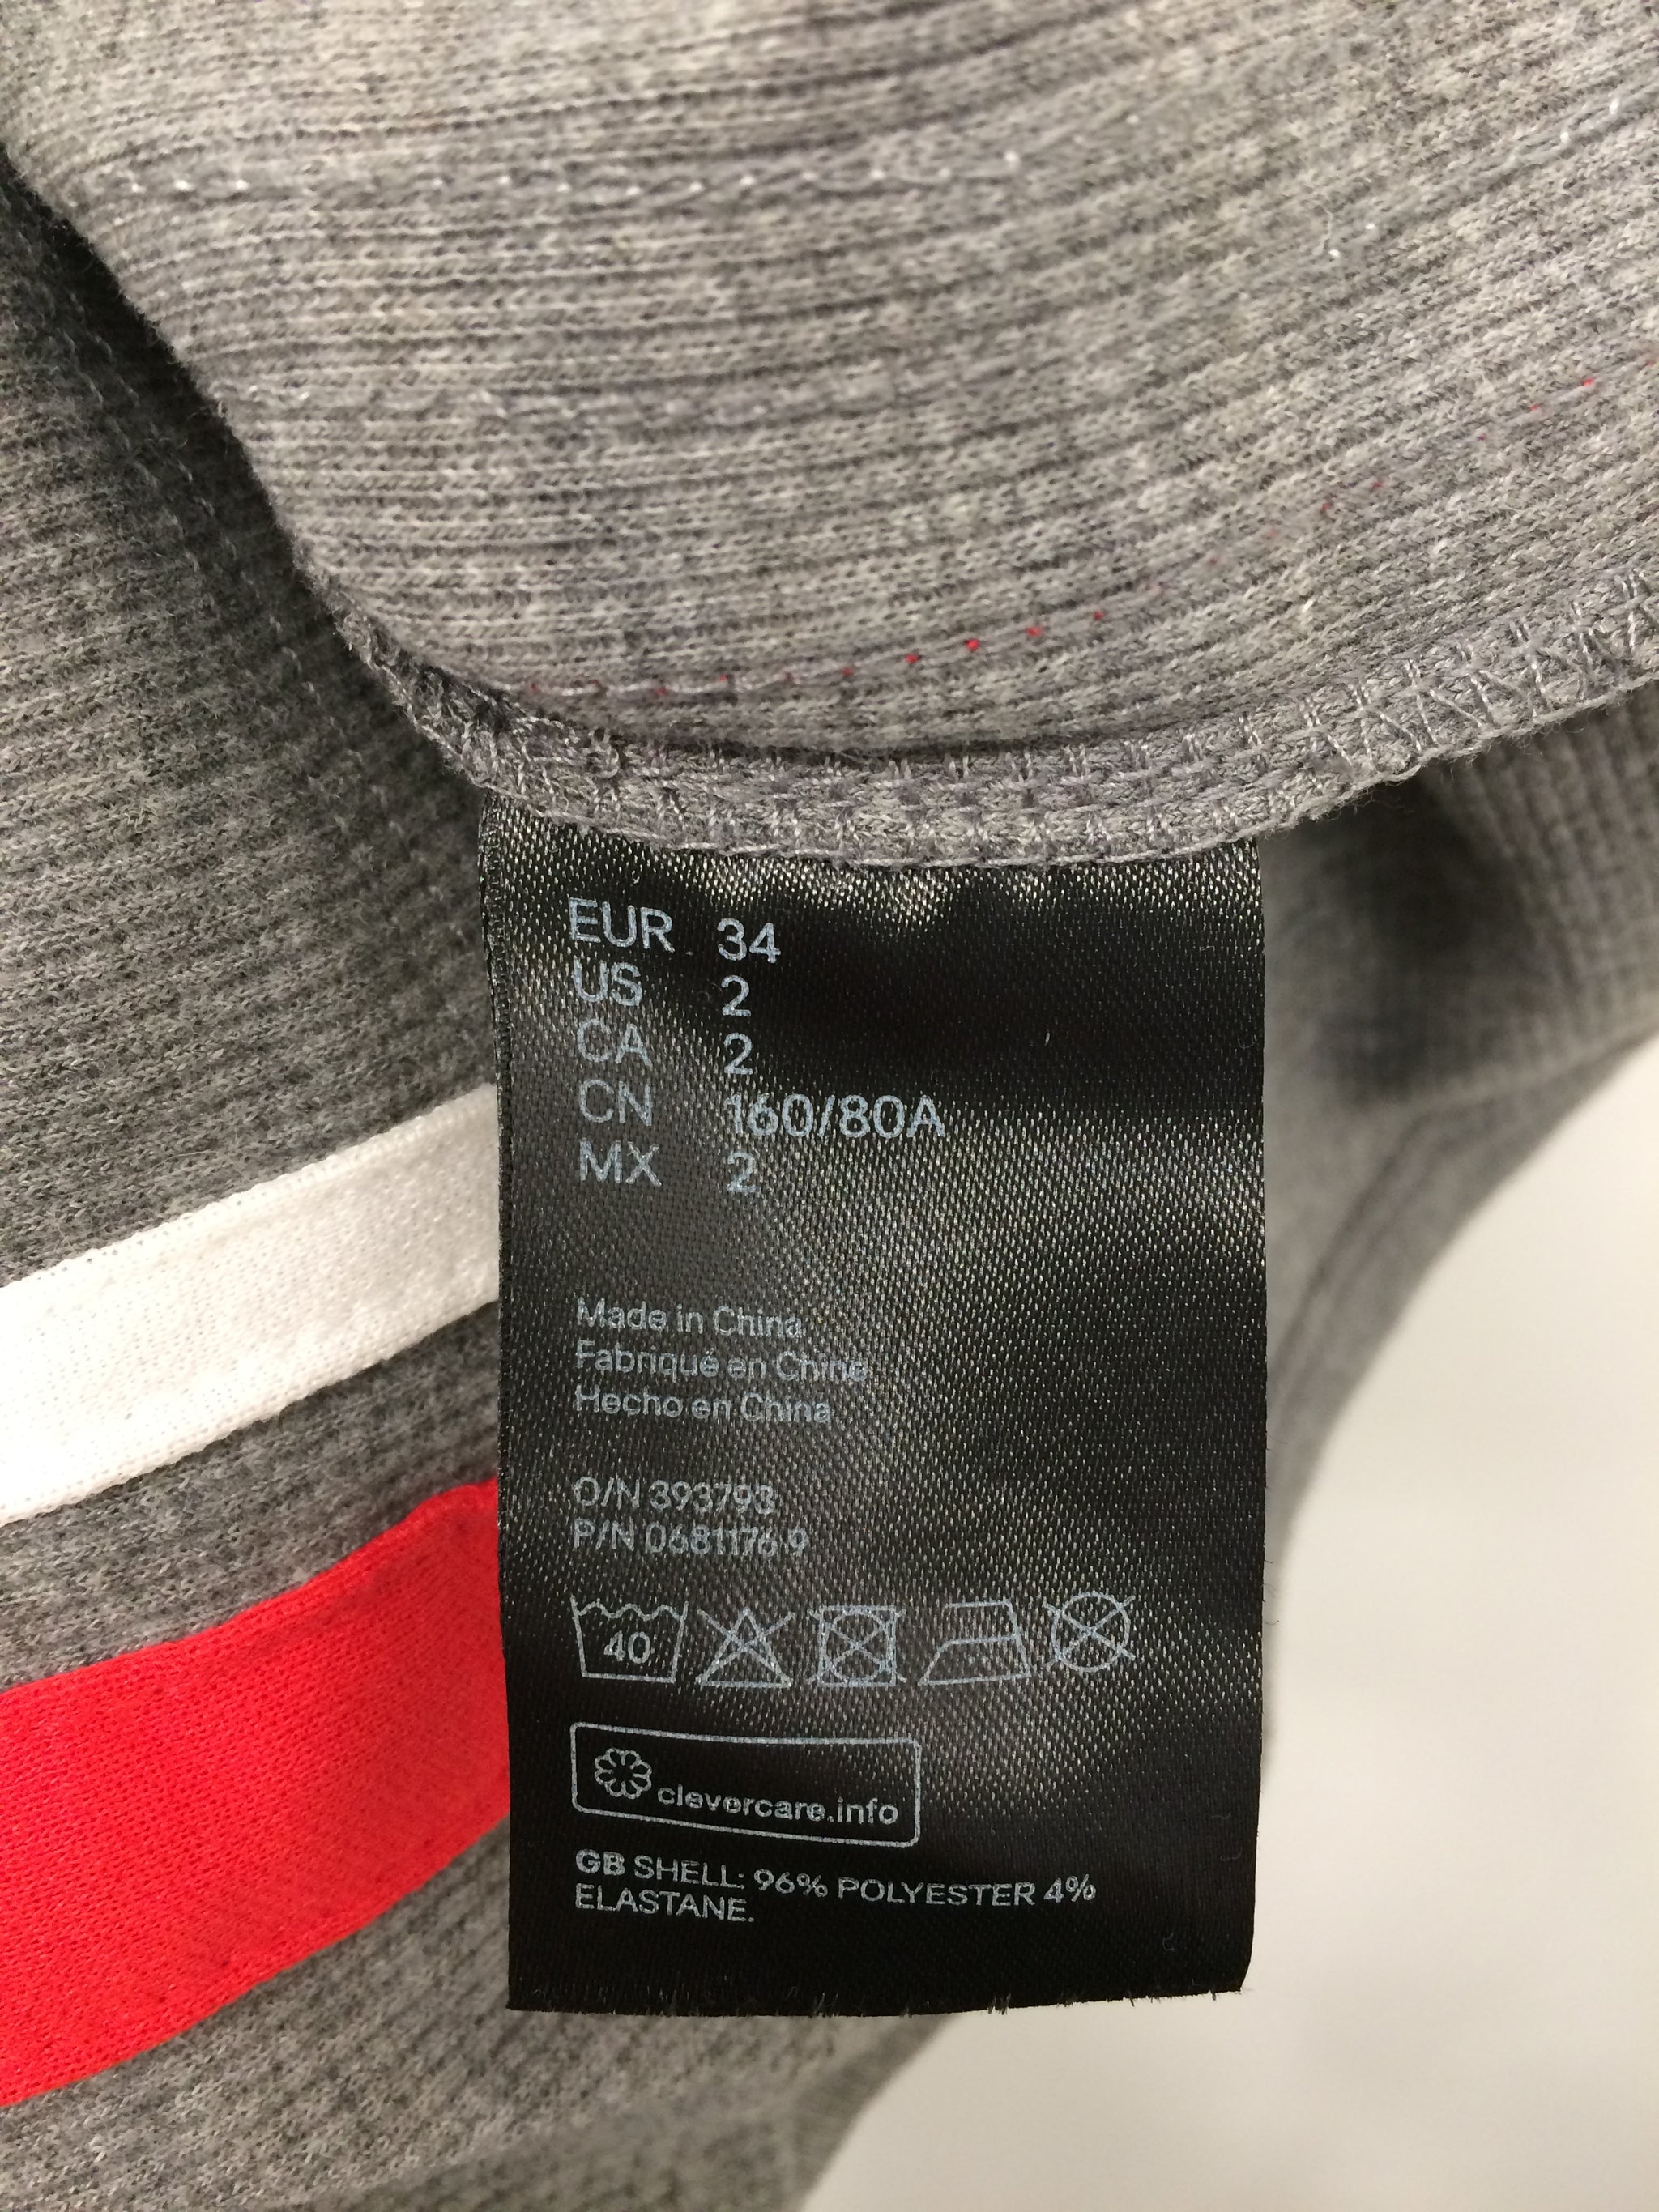 EUR 34
US 2
CA 2
CN 160/80A
MX 2
Made in China
Fabriqué en Chine
Hecho en China
O/N 393793
P/N 0681176 9
40
clevercare.info
GB SHELL: 96% POLYESTER 4%
ELASTANE.